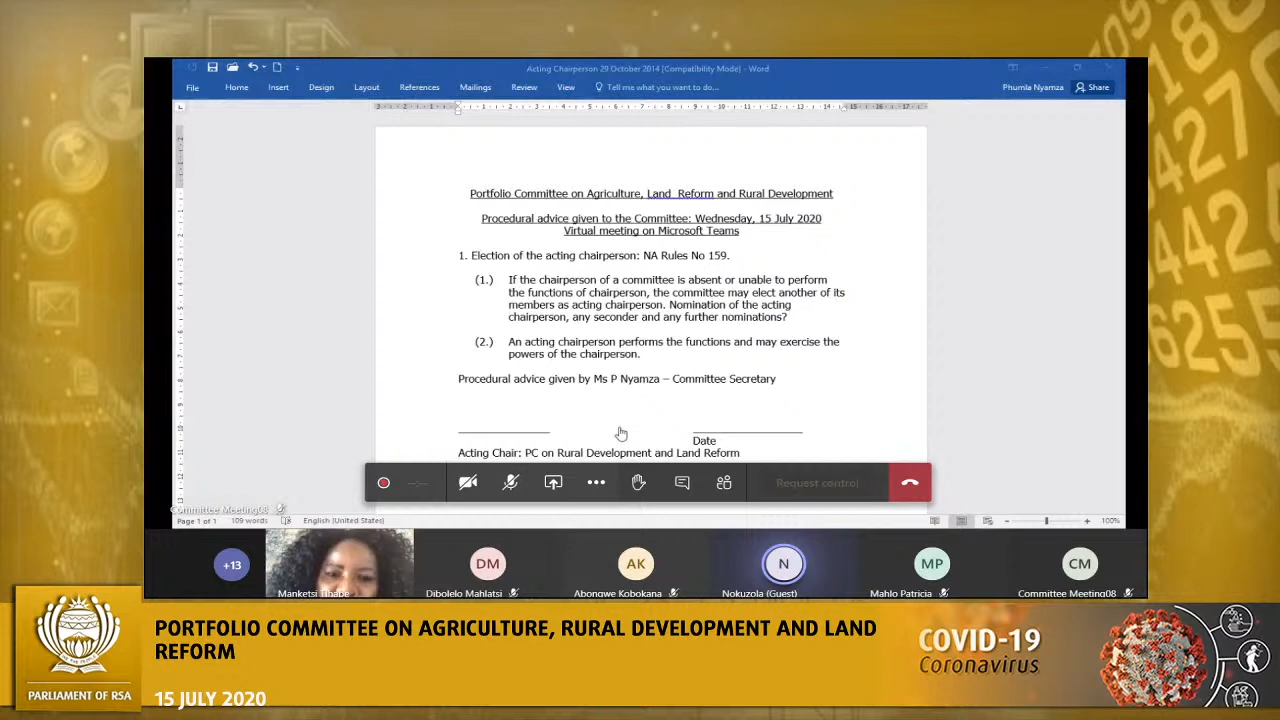 Acting Chairperson 29 October 2014 [Compatibility Mode] - Word
File Home Insert Design Layout References Mailings Review View Tell me what you want to do... Phumla Nyamza Share
Portfolio Committee on Agriculture, Land Reform and Rural Development
Procedural advice given to the Committee: Wednesday, 15 July 2020
Virtual meeting on Microsoft Teams
1. Election of the acting chairperson: NA Rules No 159.
(1.) If the chairperson of a committee is absent or unable to perform
the functions of chairperson, the committee may elect another of its
members as acting chairperson. Nomination of the acting
chairperson, any seconder and any further nominations?
(2.) An acting chairperson performs the functions and may exercise the
powers of the chairperson.
Procedural advice given by Ms P Nyamza – Committee Secretary
Date
Acting Chair: PC on Rural Development and Land Reform
Request control
Committee Meeting08
Page 1 of 1 109 words English (United States) 100%
+13 DM AK N MP CM
Manketsi Tlhape Dibolelo Mahlatsi Abongwe Kobokana Nokuzola (Guest) Mahlo Patricia Committee Meeting08
PORTFOLIO COMMITTEE ON AGRICULTURE, RURAL DEVELOPMENT AND LAND
REFORM
15 JULY 2020
PARLIAMENT OF RSA
COVID-19
Coronavirus